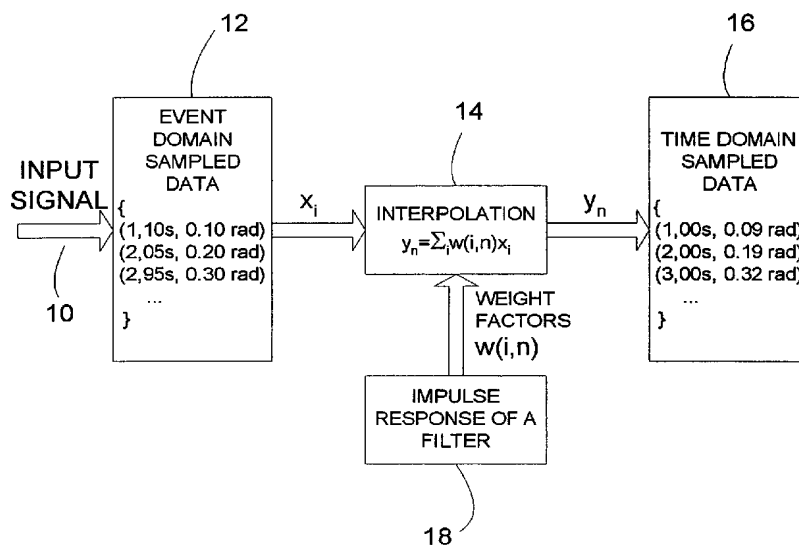 12
16
14
EVENT
DOMAIN
SAMPLED
DATA
{
(1,10s, 0.10 rad)
(2,05s, 0.20 rad)
(2,95s, 0.30 rad)
...
}
INPUT
SIGNAL
10
xi
INTERPOLATION
yn=∑iw(i,n)xi
yn
TIME DOMAIN
SAMPLED
DATA
{
(1,00s, 0.09 rad)
(2,00s, 0.19 rad)
(3,00s, 0.32 rad)
...
}
WEIGHT
FACTORS
w(i,n)
IMPULSE
RESPONSE OF A
FILTER
18